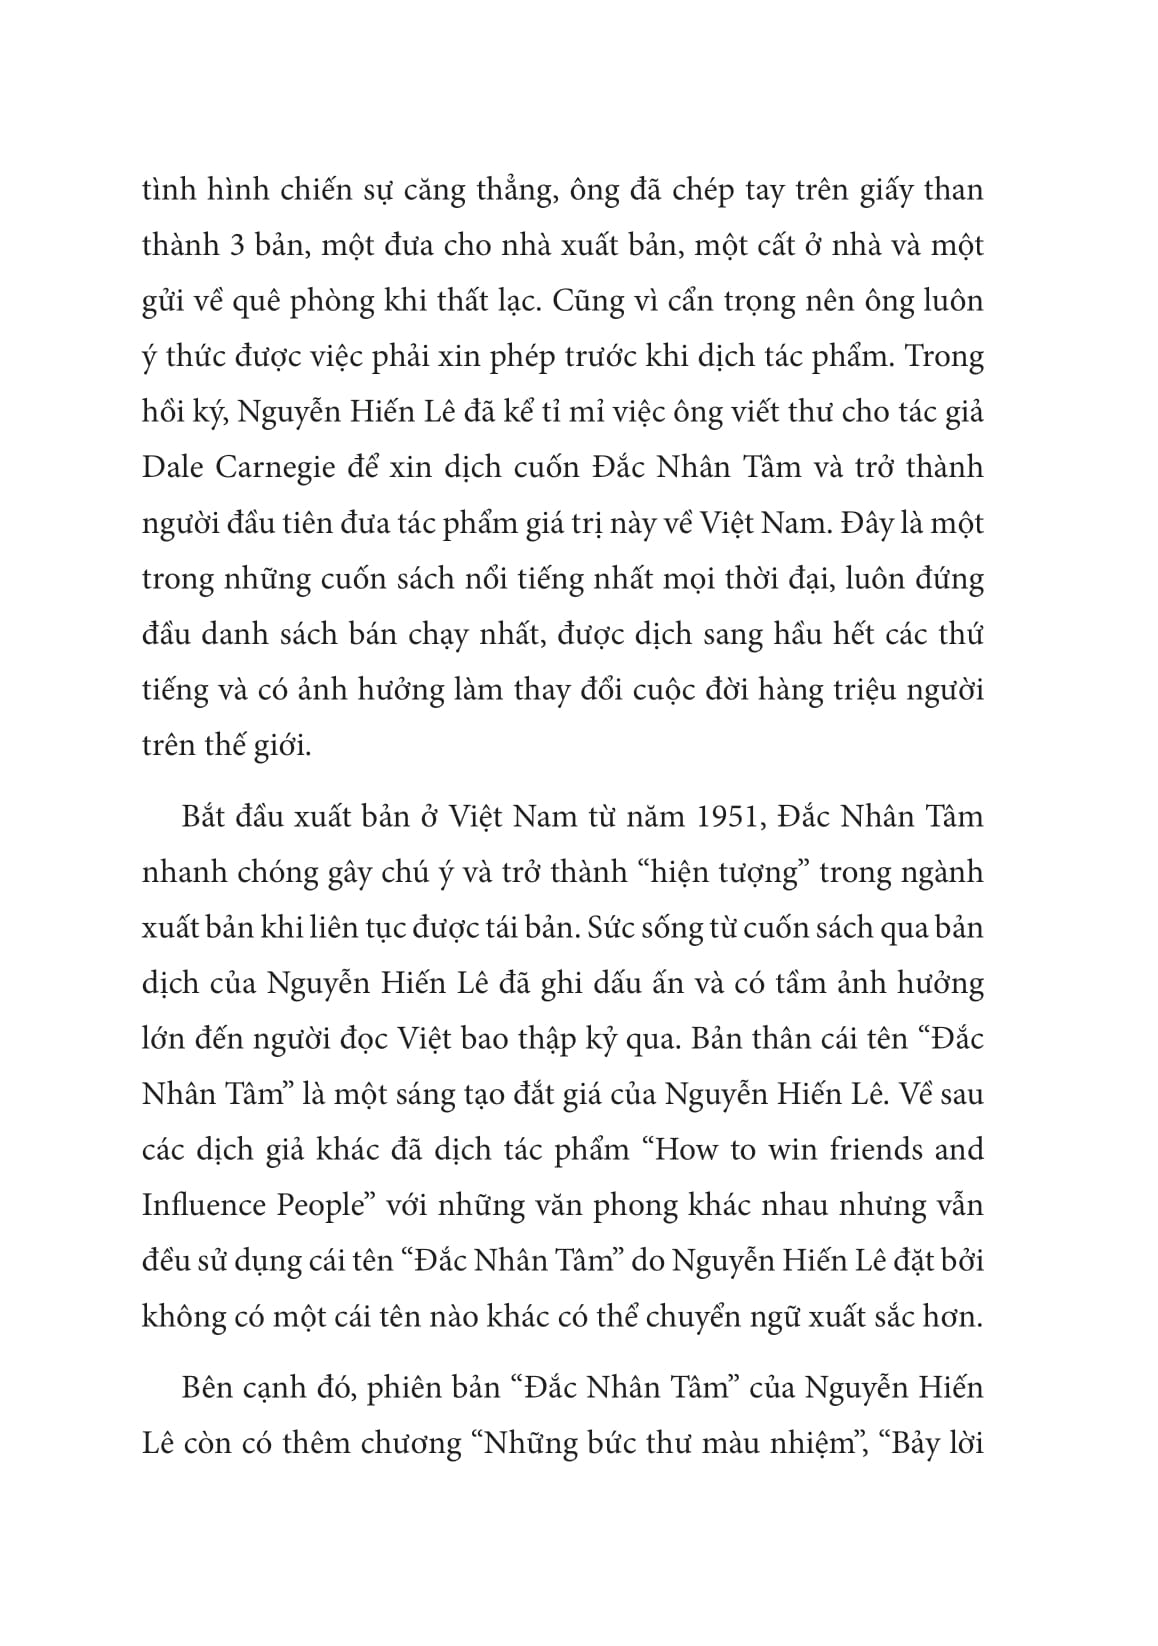 tình hình chiến sự căng thẳng, ông đã chép tay trên giấy than
thành 3 bản, một đưa cho nhà xuất bản, một cất ở nhà và một
gửi về quê phòng khi thất lạc. Cũng vì cẩn trọng nên ông luôn
ý thức được việc phải xin phép trước khi dịch tác phẩm. Trong
hồi ký, Nguyễn Hiến Lê đã kể tỉ mỉ việc ông viết thư cho tác giả
Dale Carnegie để xin dịch cuốn Đắc Nhân Tâm và trở thành
người đầu tiên đưa tác phẩm giá trị này về Việt Nam. Đây là một
trong những cuốn sách nổi tiếng nhất mọi thời đại, luôn đứng
đầu danh sách bán chạy nhất, được dịch sang hầu hết các thứ
tiếng và có ảnh hưởng làm thay đổi cuộc đời hàng triệu người
trên thế giới.
Bắt đầu xuất bản ở Việt Nam từ năm 1951, Đắc Nhân Tâm
nhanh chóng gây chú ý và trở thành “hiện tượng” trong ngành
xuất bản khi liên tục được tái bản. Sức sống từ cuốn sách qua bản
dịch của Nguyễn Hiến Lê đã ghi dấu ấn và có tầm ảnh hưởng
lớn đến người đọc Việt bao thập kỷ qua. Bản thân cái tên “Đắc
Nhân Tâm” là một sáng tạo đắt giá của Nguyễn Hiến Lê. Về sau
các dịch giả khác đã dịch tác phẩm “How to win friends and
Influence People” với những văn phong khác nhau nhưng vẫn
đều sử dụng cái tên “Đắc Nhân Tâm” do Nguyễn Hiến Lê đặt bởi
không có một cái tên nào khác có thể chuyển ngữ xuất sắc hơn.
Bên cạnh đó, phiên bản “Đắc Nhân Tâm” của Nguyễn Hiến
Lê còn có thêm chương “Những bức thư màu nhiệm”, “Bảy lời